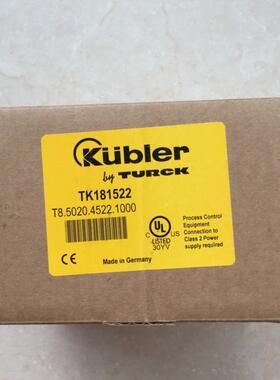 Kübler
by TURCK
TK181522
T8.5020.4522.1000
C UL US
LISTED
30YV
Process Control
Equipment
Connection to
Class 2 Power
supply required
CE
Made in Germany